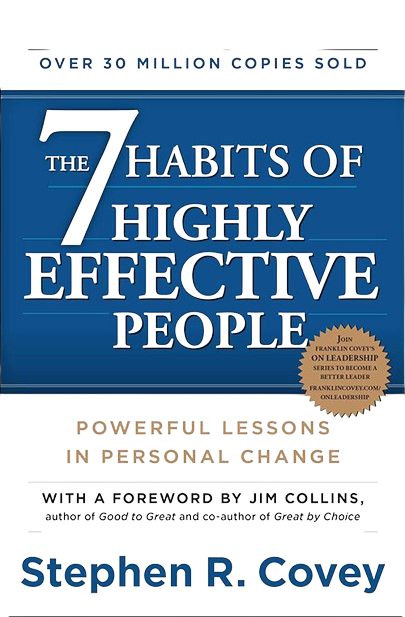 OVER 30 MILLION COPIES SOLD
THE 7 HABITS OF
HIGHLY
EFFECTIVE
PEOPLE
JOIN
FRANKLIN COVEY'S
ON LEADERSHIP
SERIES TO BECOME A
BETTER LEADER
FRANKLINCOVEY.COM/
ONLEADERSHIP
POWERFUL LESSONS
IN PERSONAL CHANGE
WITH A FOREWORD BY JIM COLLINS,
author of Good to Great and co-author of Great by Choice
Stephen R. Covey